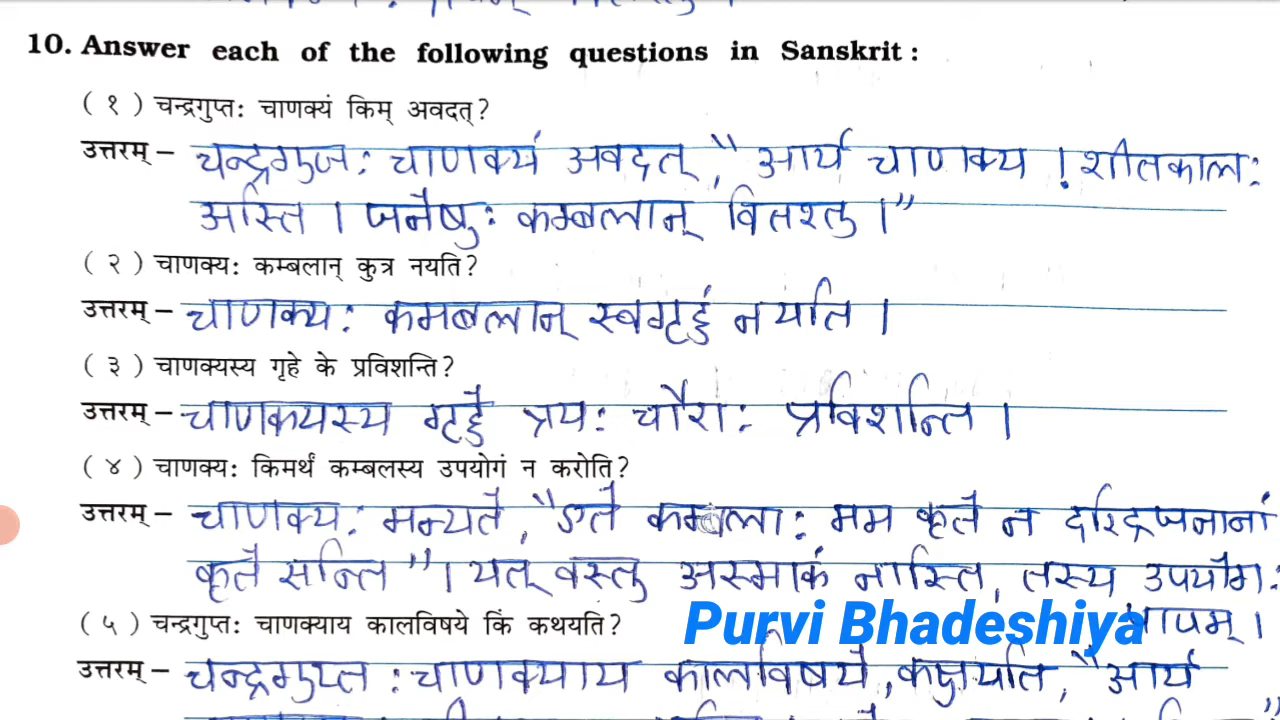 10. Answer each of the following questions in Sanskrit :
( १ ) चन्द्रगुप्तः चाणक्यं किम् अवदत्?
उत्तरम् – चन्द्रगुप्तः चाणक्यं अवदत्, "आर्य चाणक्य ! शीतकालः
अस्ति । जनेषुः कम्बलान् वितरतु ।"
( २ ) चाणक्यः कम्बलान् कुत्र नयति?
उत्तरम् – चाणक्यः कमबलान् स्वगृहं नयति ।
( ३ ) चाणक्यस्य गृहे के प्रविशन्ति?
उत्तरम् – चाणकयस्य गृहे त्रयः चौराः प्रविशन्ति ।
( ४ ) चाणक्यः किमर्थं कम्बलस्य उपयोगं न करोति?
उत्तरम् – चाणक्यः मन्यते, "एते कम्बलाः मम कृते न दरिद्रजनानां
कृते सन्ति" । यत् वस्तु अस्माकं नास्ति, तस्य उपयोगः
पापम् ।
Purvi Bhadeshiya
( ५ ) चन्द्रगुप्तः चाणक्याय कालविषये किं कथयति?
उत्तरम् – चन्द्रगुप्तः चाणक्याय कालविषये, कथयति, "आर्य